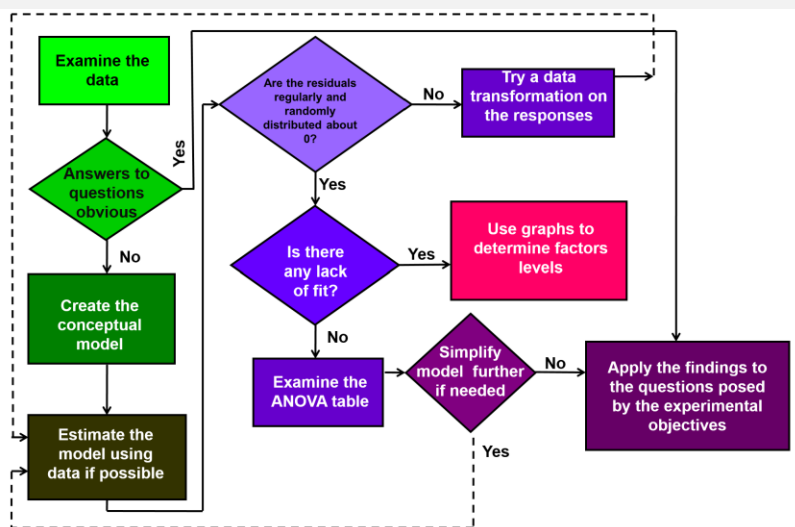 Examine the
data
Yes
Answers to
questions
obvious
No
Create the
conceptual
model
Estimate the
model using
data if possible
Are the residuals
regularly and
randomly
distributed about
0?
No
Try a data
transformation on
the responses
Yes
Is there
any lack
of fit?
Yes
Use graphs to
determine factors
levels
No
Examine the
ANOVA table
Simplify
model further
if needed
No
Apply the findings to
the questions posed
by the experimental
objectives
Yes